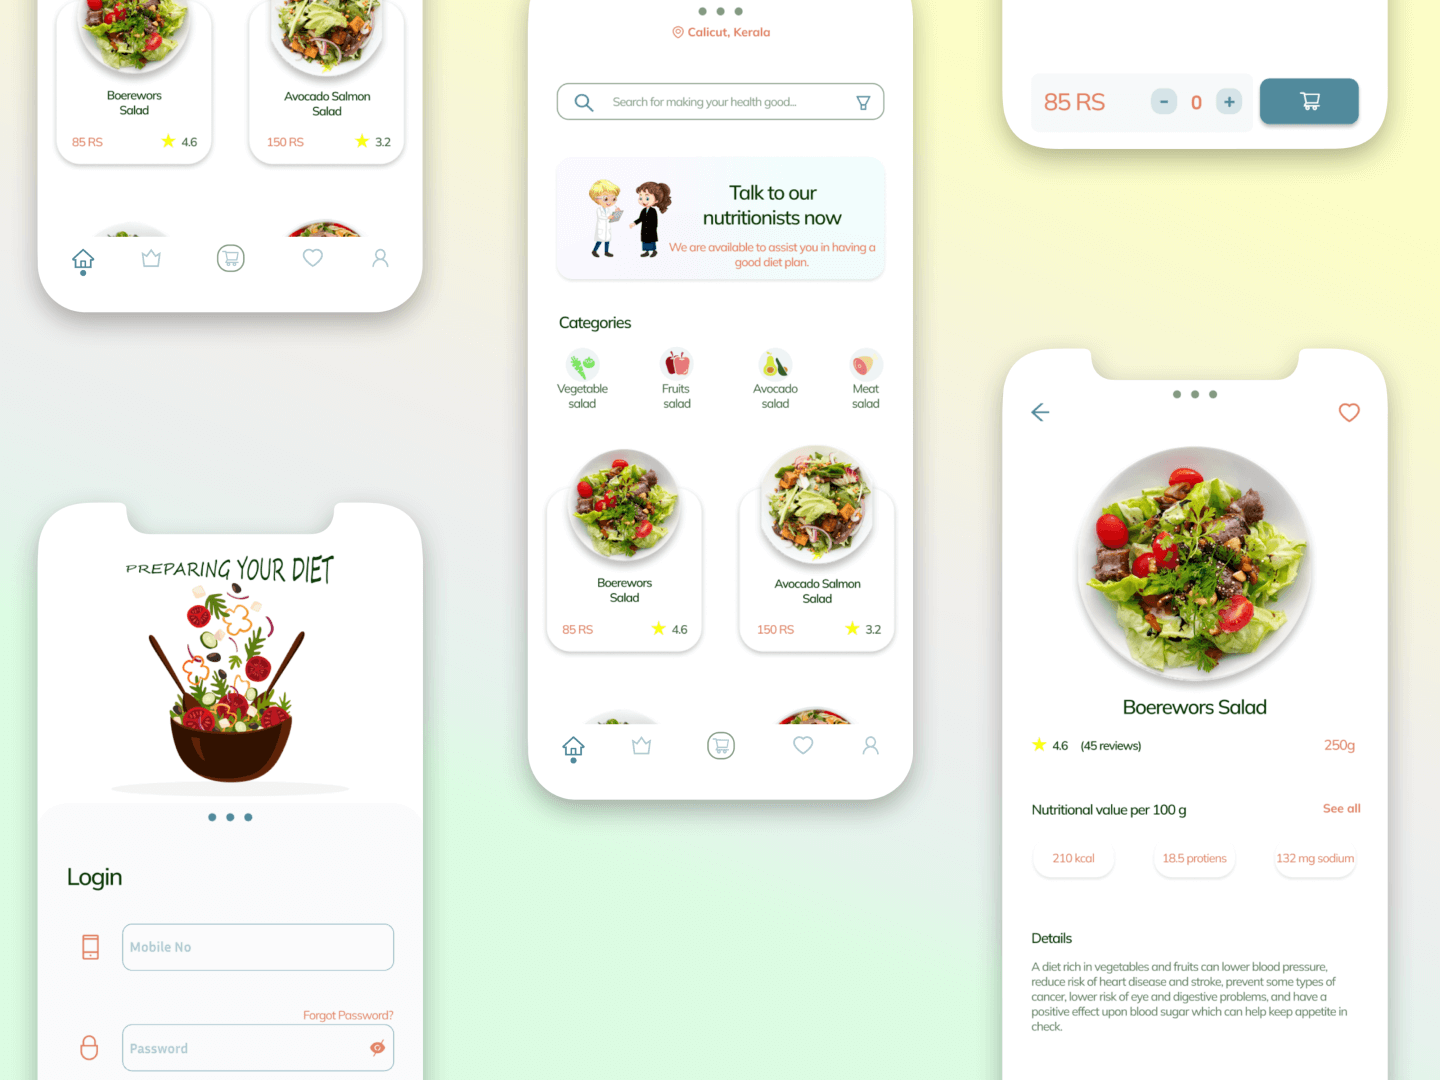 Boerewors
Salad
85 RS
4.6
Avocado Salmon
Salad
150 RS
3.2
PREPARING YOUR DIET
Login
Mobile No
Forgot Password?
Password
Calicut, Kerala
Search for making your health good...
Talk to our
nutritionists now
We are available to assist you in having a
good diet plan.
Categories
Vegetable
salad
Fruits
salad
Avocado
salad
Meat
salad
Boerewors
Salad
85 RS
4.6
Avocado Salmon
Salad
150 RS
3.2
85 RS
-
0
+
Boerewors Salad
4.6 (45 reviews)
250g
Nutritional value per 100 g
See all
210 kcal
18.5 protiens
132 mg sodium
Details
A diet rich in vegetables and fruits can lower blood pressure,
reduce risk of heart disease and stroke, prevent some types of
cancer, lower risk of eye and digestive problems, and have a
positive effect upon blood sugar which can help keep appetite in
check.